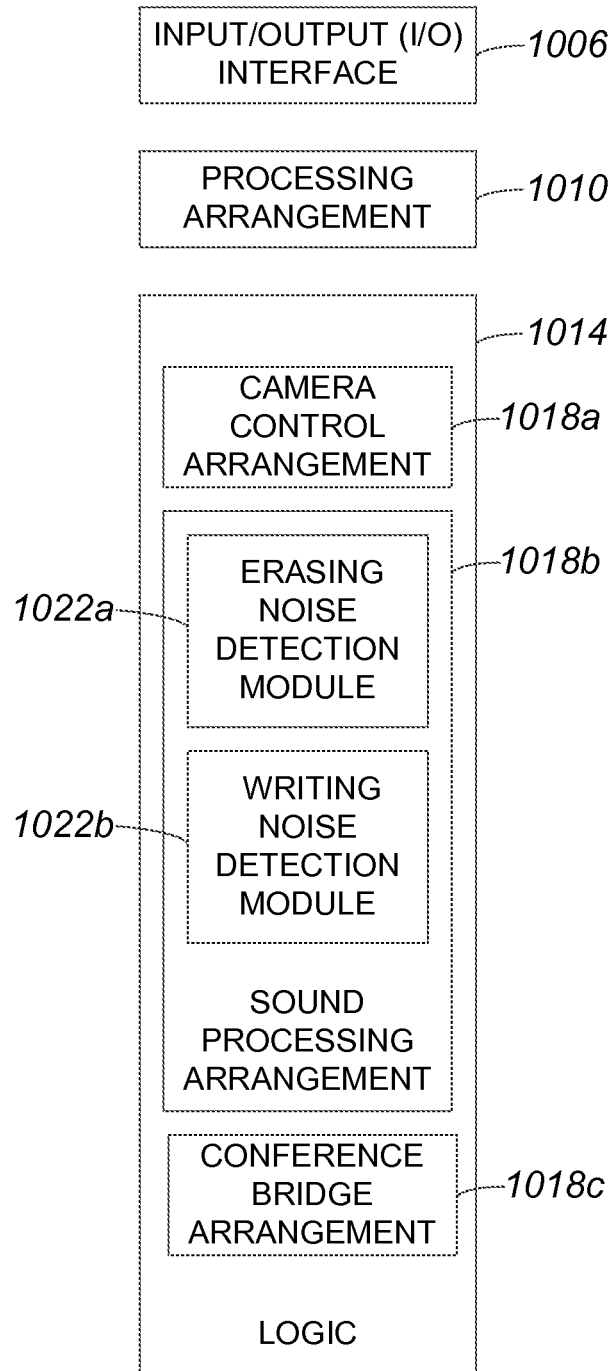 INPUT/OUTPUT (I/O)
INTERFACE
1006
PROCESSING
ARRANGEMENT
1010
1014
CAMERA
CONTROL
ARRANGEMENT
1018a
1018b
ERASING
NOISE
DETECTION
MODULE
1022a
WRITING
NOISE
DETECTION
MODULE
1022b
SOUND
PROCESSING
ARRANGEMENT
CONFERENCE
BRIDGE
ARRANGEMENT
1018c
LOGIC